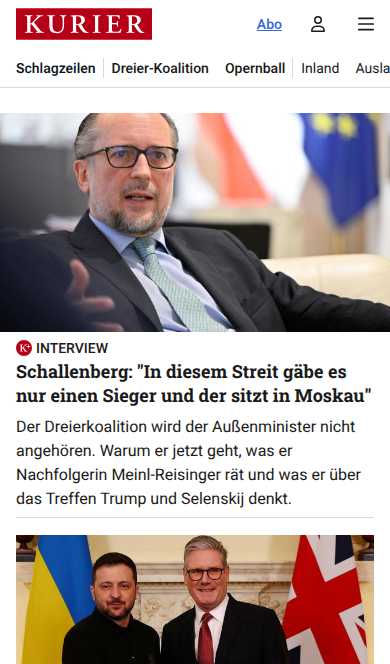 KURIER
Abo
Schlagzeilen Dreier-Koalition Opernball Inland Ausla
K+ INTERVIEW
Schallenberg: "In diesem Streit gäbe es
nur einen Sieger und der sitzt in Moskau"
Der Dreierkoalition wird der Außenminister nicht
angehören. Warum er jetzt geht, was er
Nachfolgerin Meinl-Reisinger rät und was er über
das Treffen Trump und Selenskij denkt.